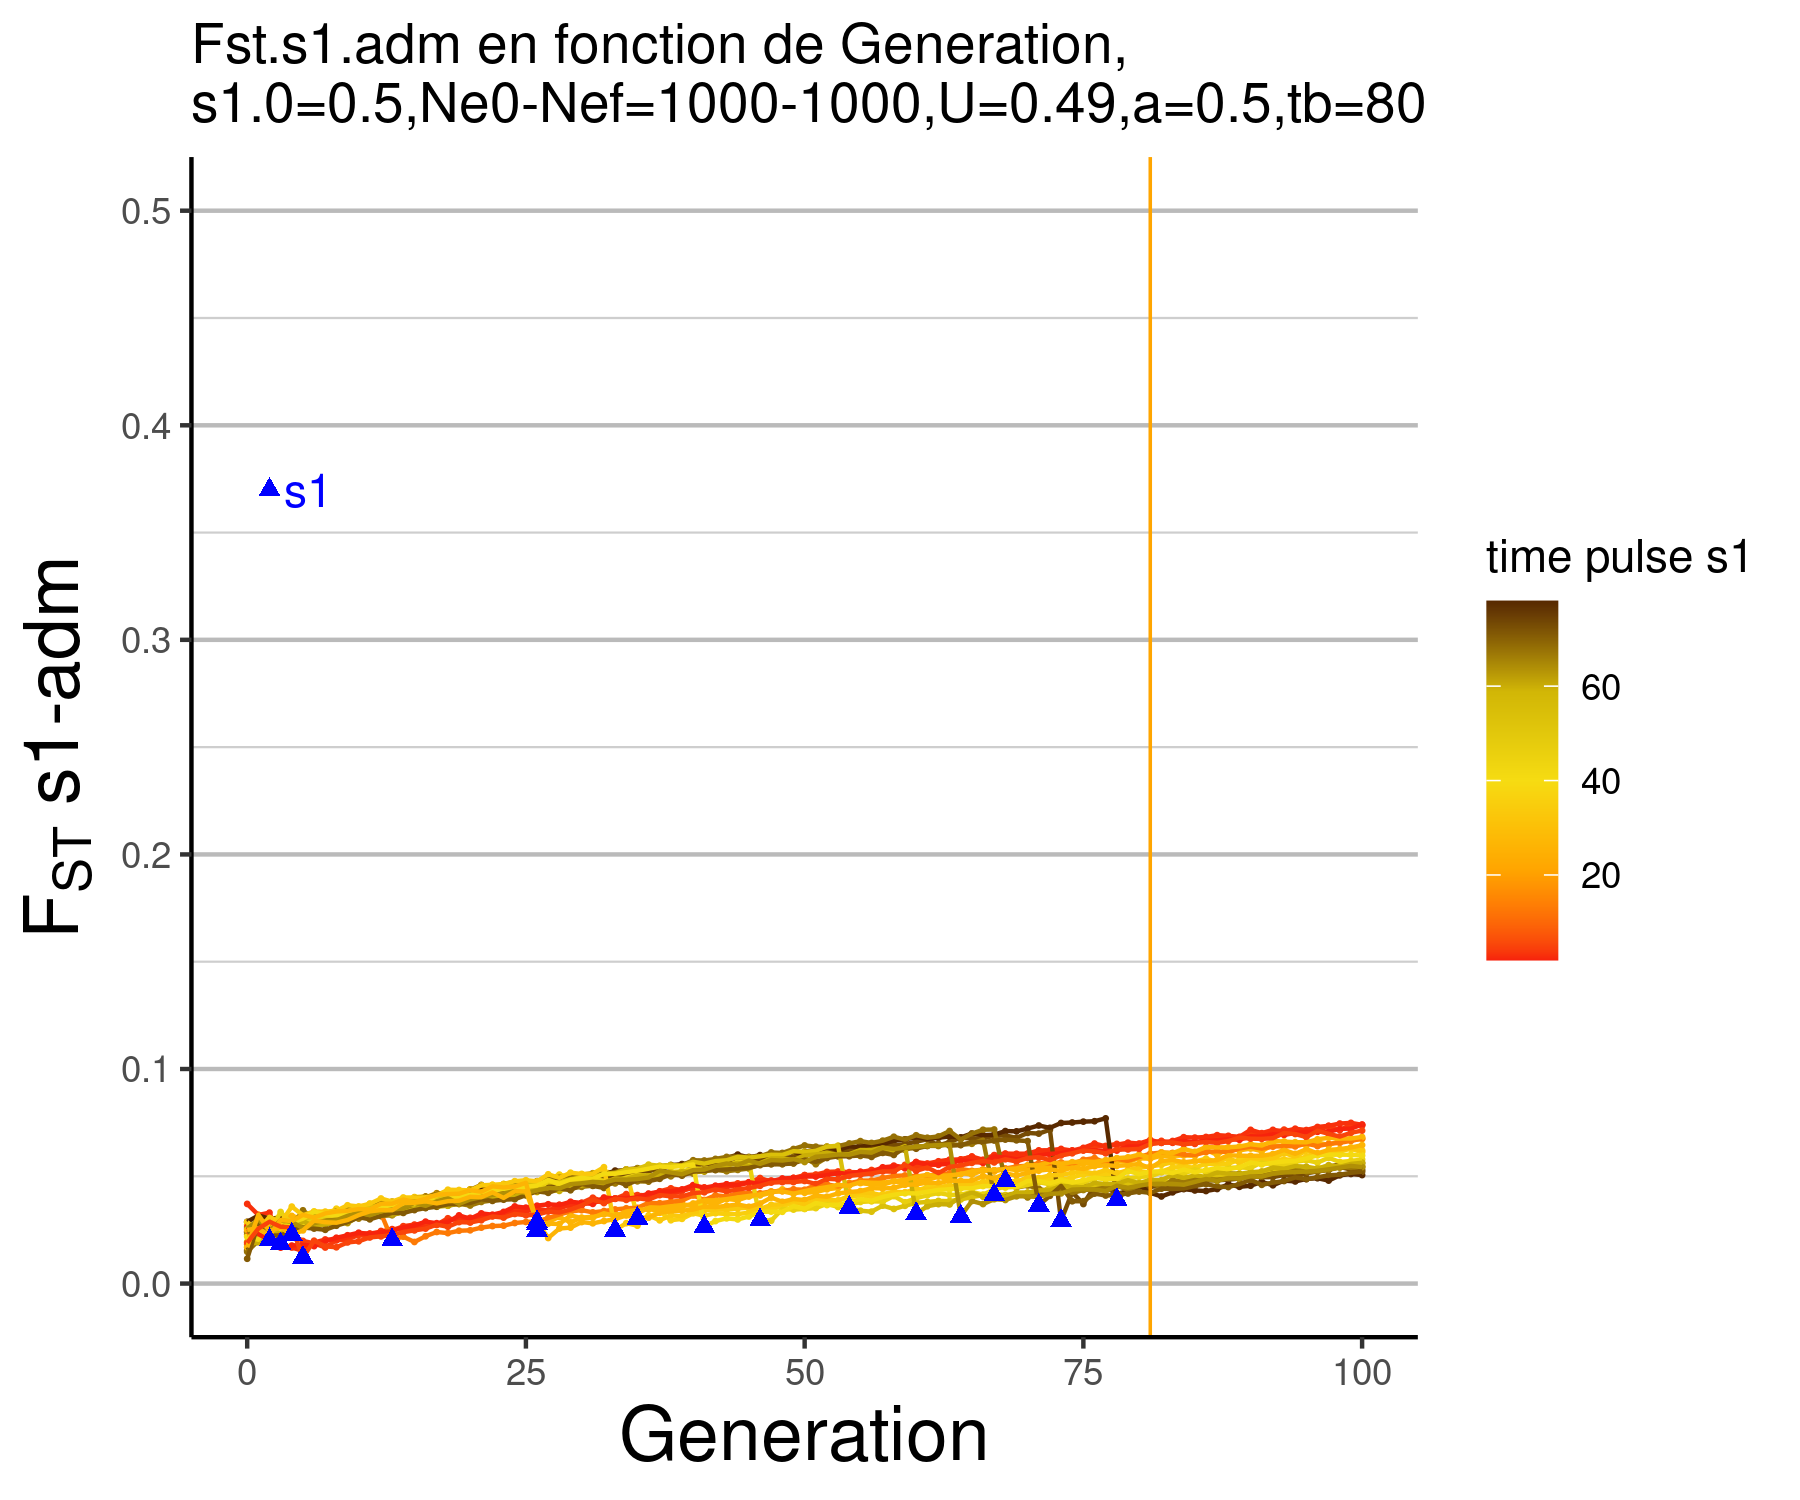 Fst.s1.adm en fonction de Generation,
s1.0=0.5,Ne0-Nef=1000-1000,U=0.49,a=0.5,tb=80
0.5
0.4
s1
0.3
0.2
0.1
0.0
FST s1-adm
0 25 50 75 100
Generation
time pulse s1
60
40
20